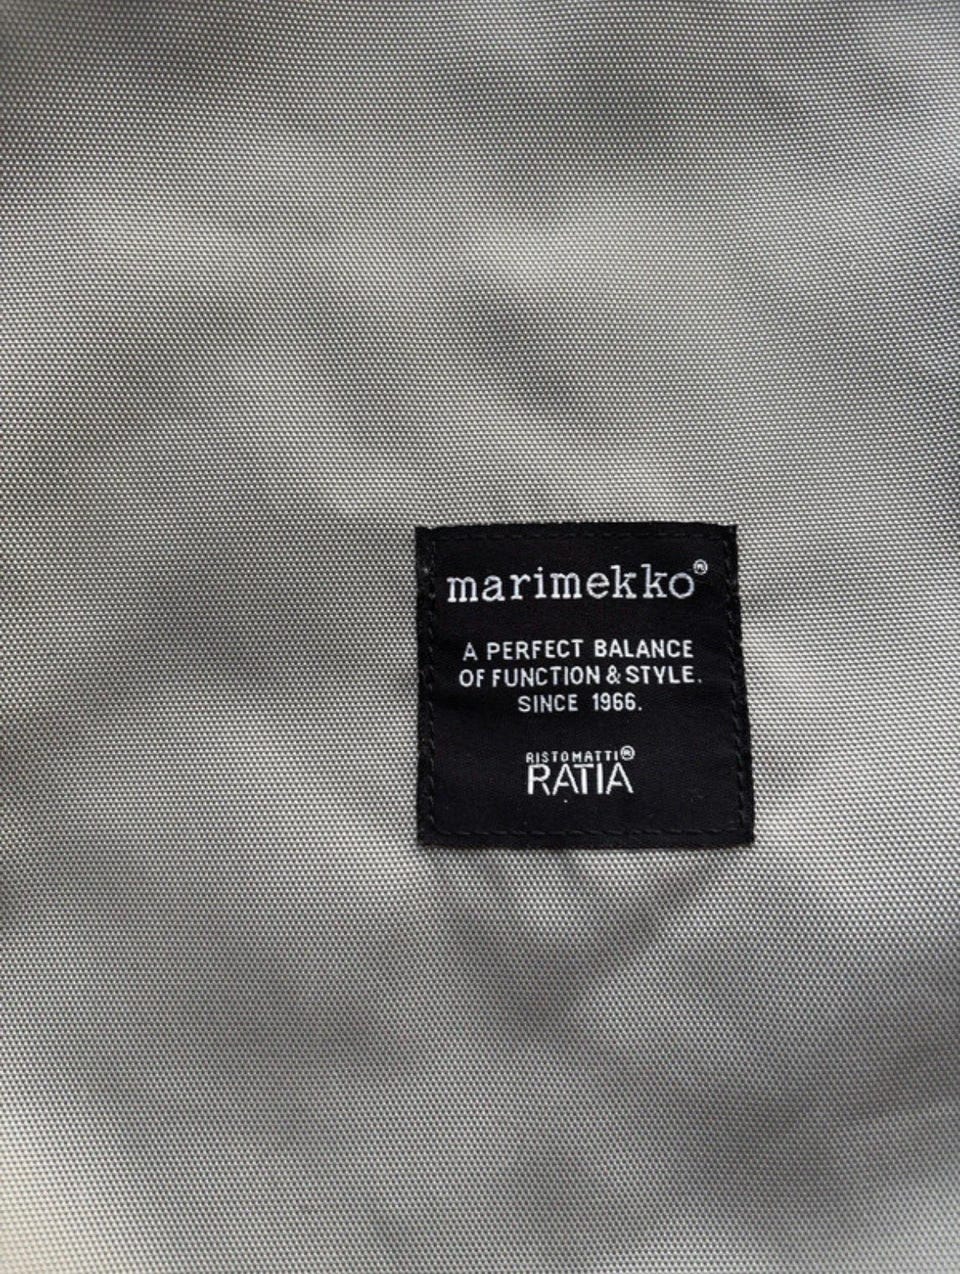 marimekko®
A PERFECT BALANCE
OF FUNCTION & STYLE.
SINCE 1966.
RISTOMATTI®
RATIA